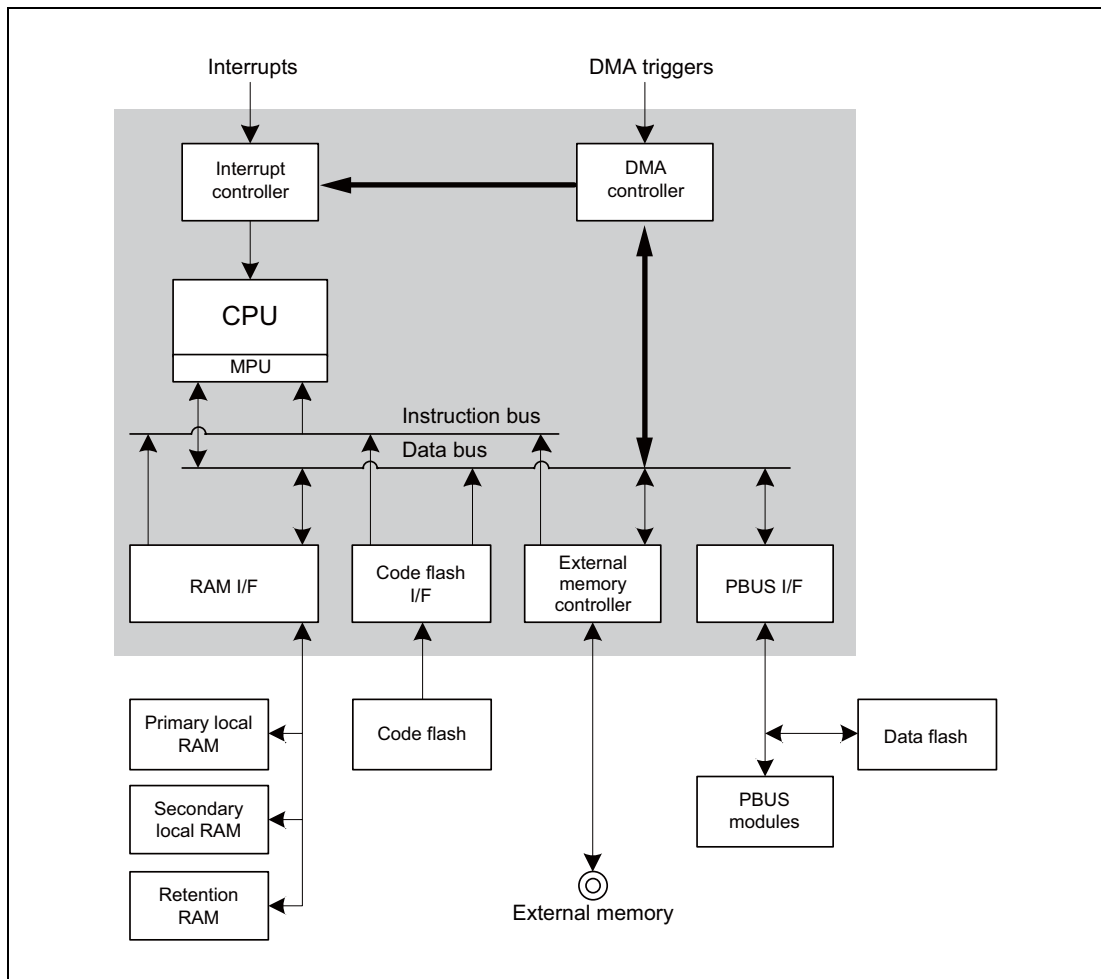 Interrupts
DMA triggers
Interrupt
controller
DMA
controller
CPU
MPU
Instruction bus
Data bus
RAM I/F
Code flash
I/F
External
memory
controller
PBUS I/F
Primary local
RAM
Code flash
Data flash
Secondary
local RAM
PBUS
modules
Retention
RAM
External memory